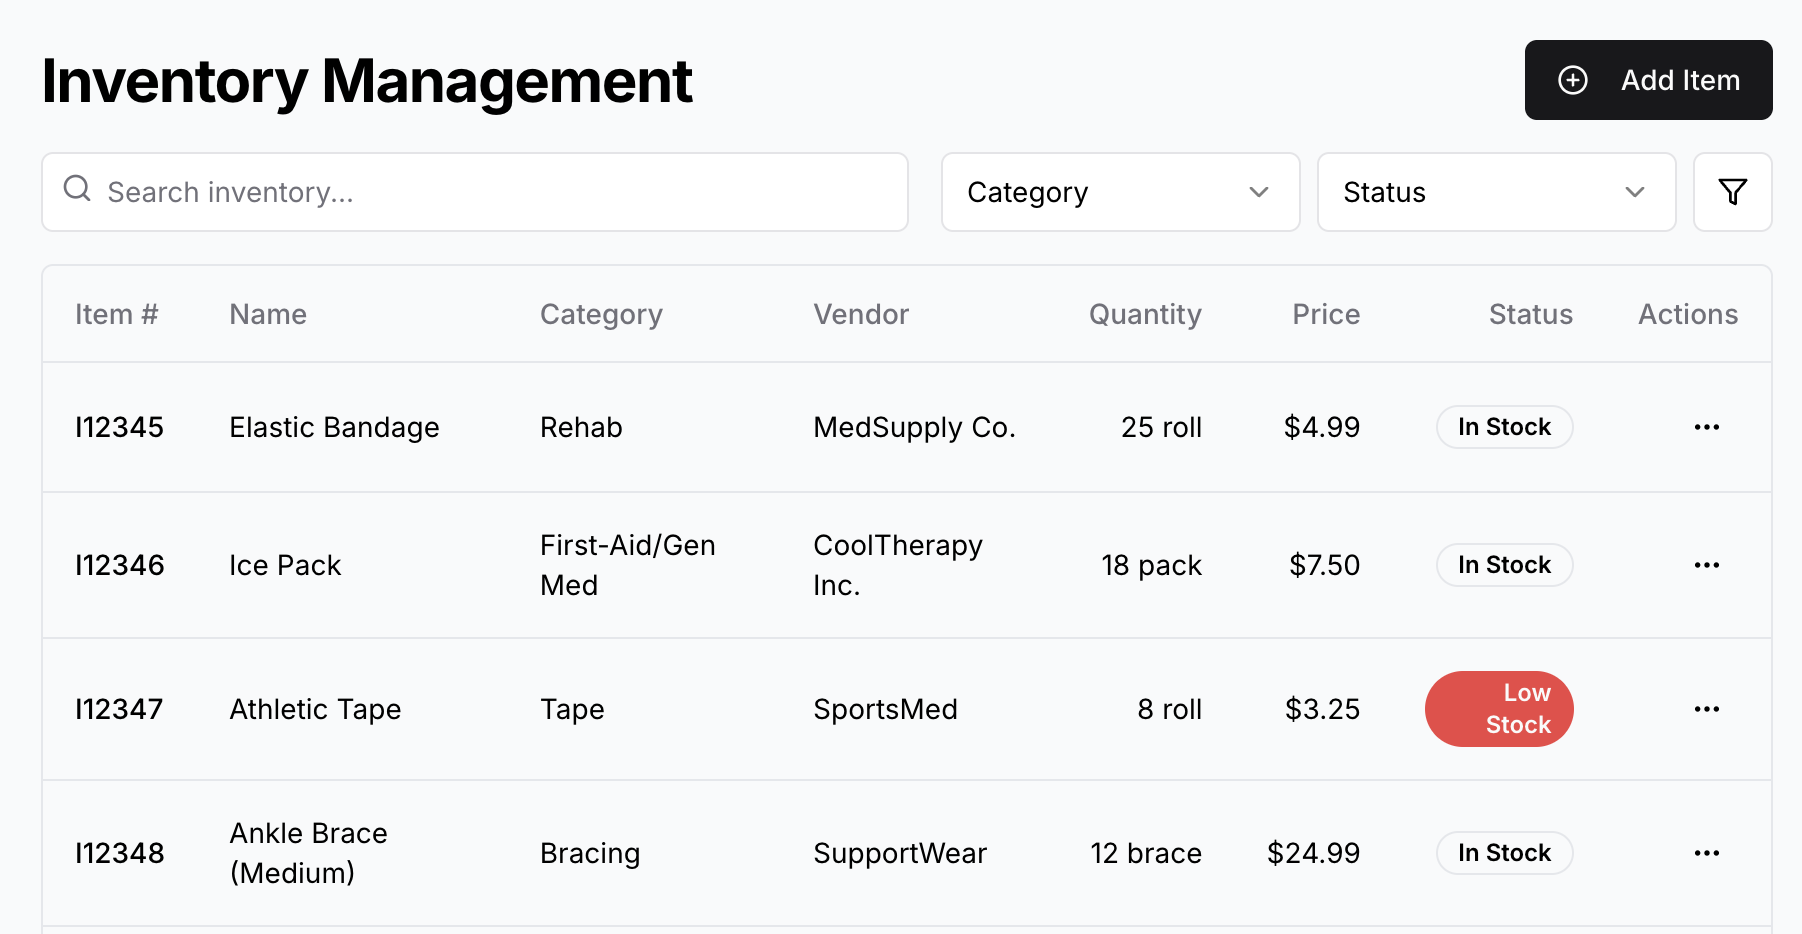 Inventory Management
Add Item
Search inventory...
Category
Status
Item # Name Category Vendor Quantity Price Status Actions
I12345 Elastic Bandage Rehab MedSupply Co. 25 roll $4.99 In Stock
I12346 Ice Pack First-Aid/Gen Med CoolTherapy Inc. 18 pack $7.50 In Stock
I12347 Athletic Tape Tape SportsMed 8 roll $3.25 Low Stock
I12348 Ankle Brace (Medium) Bracing SupportWear 12 brace $24.99 In Stock